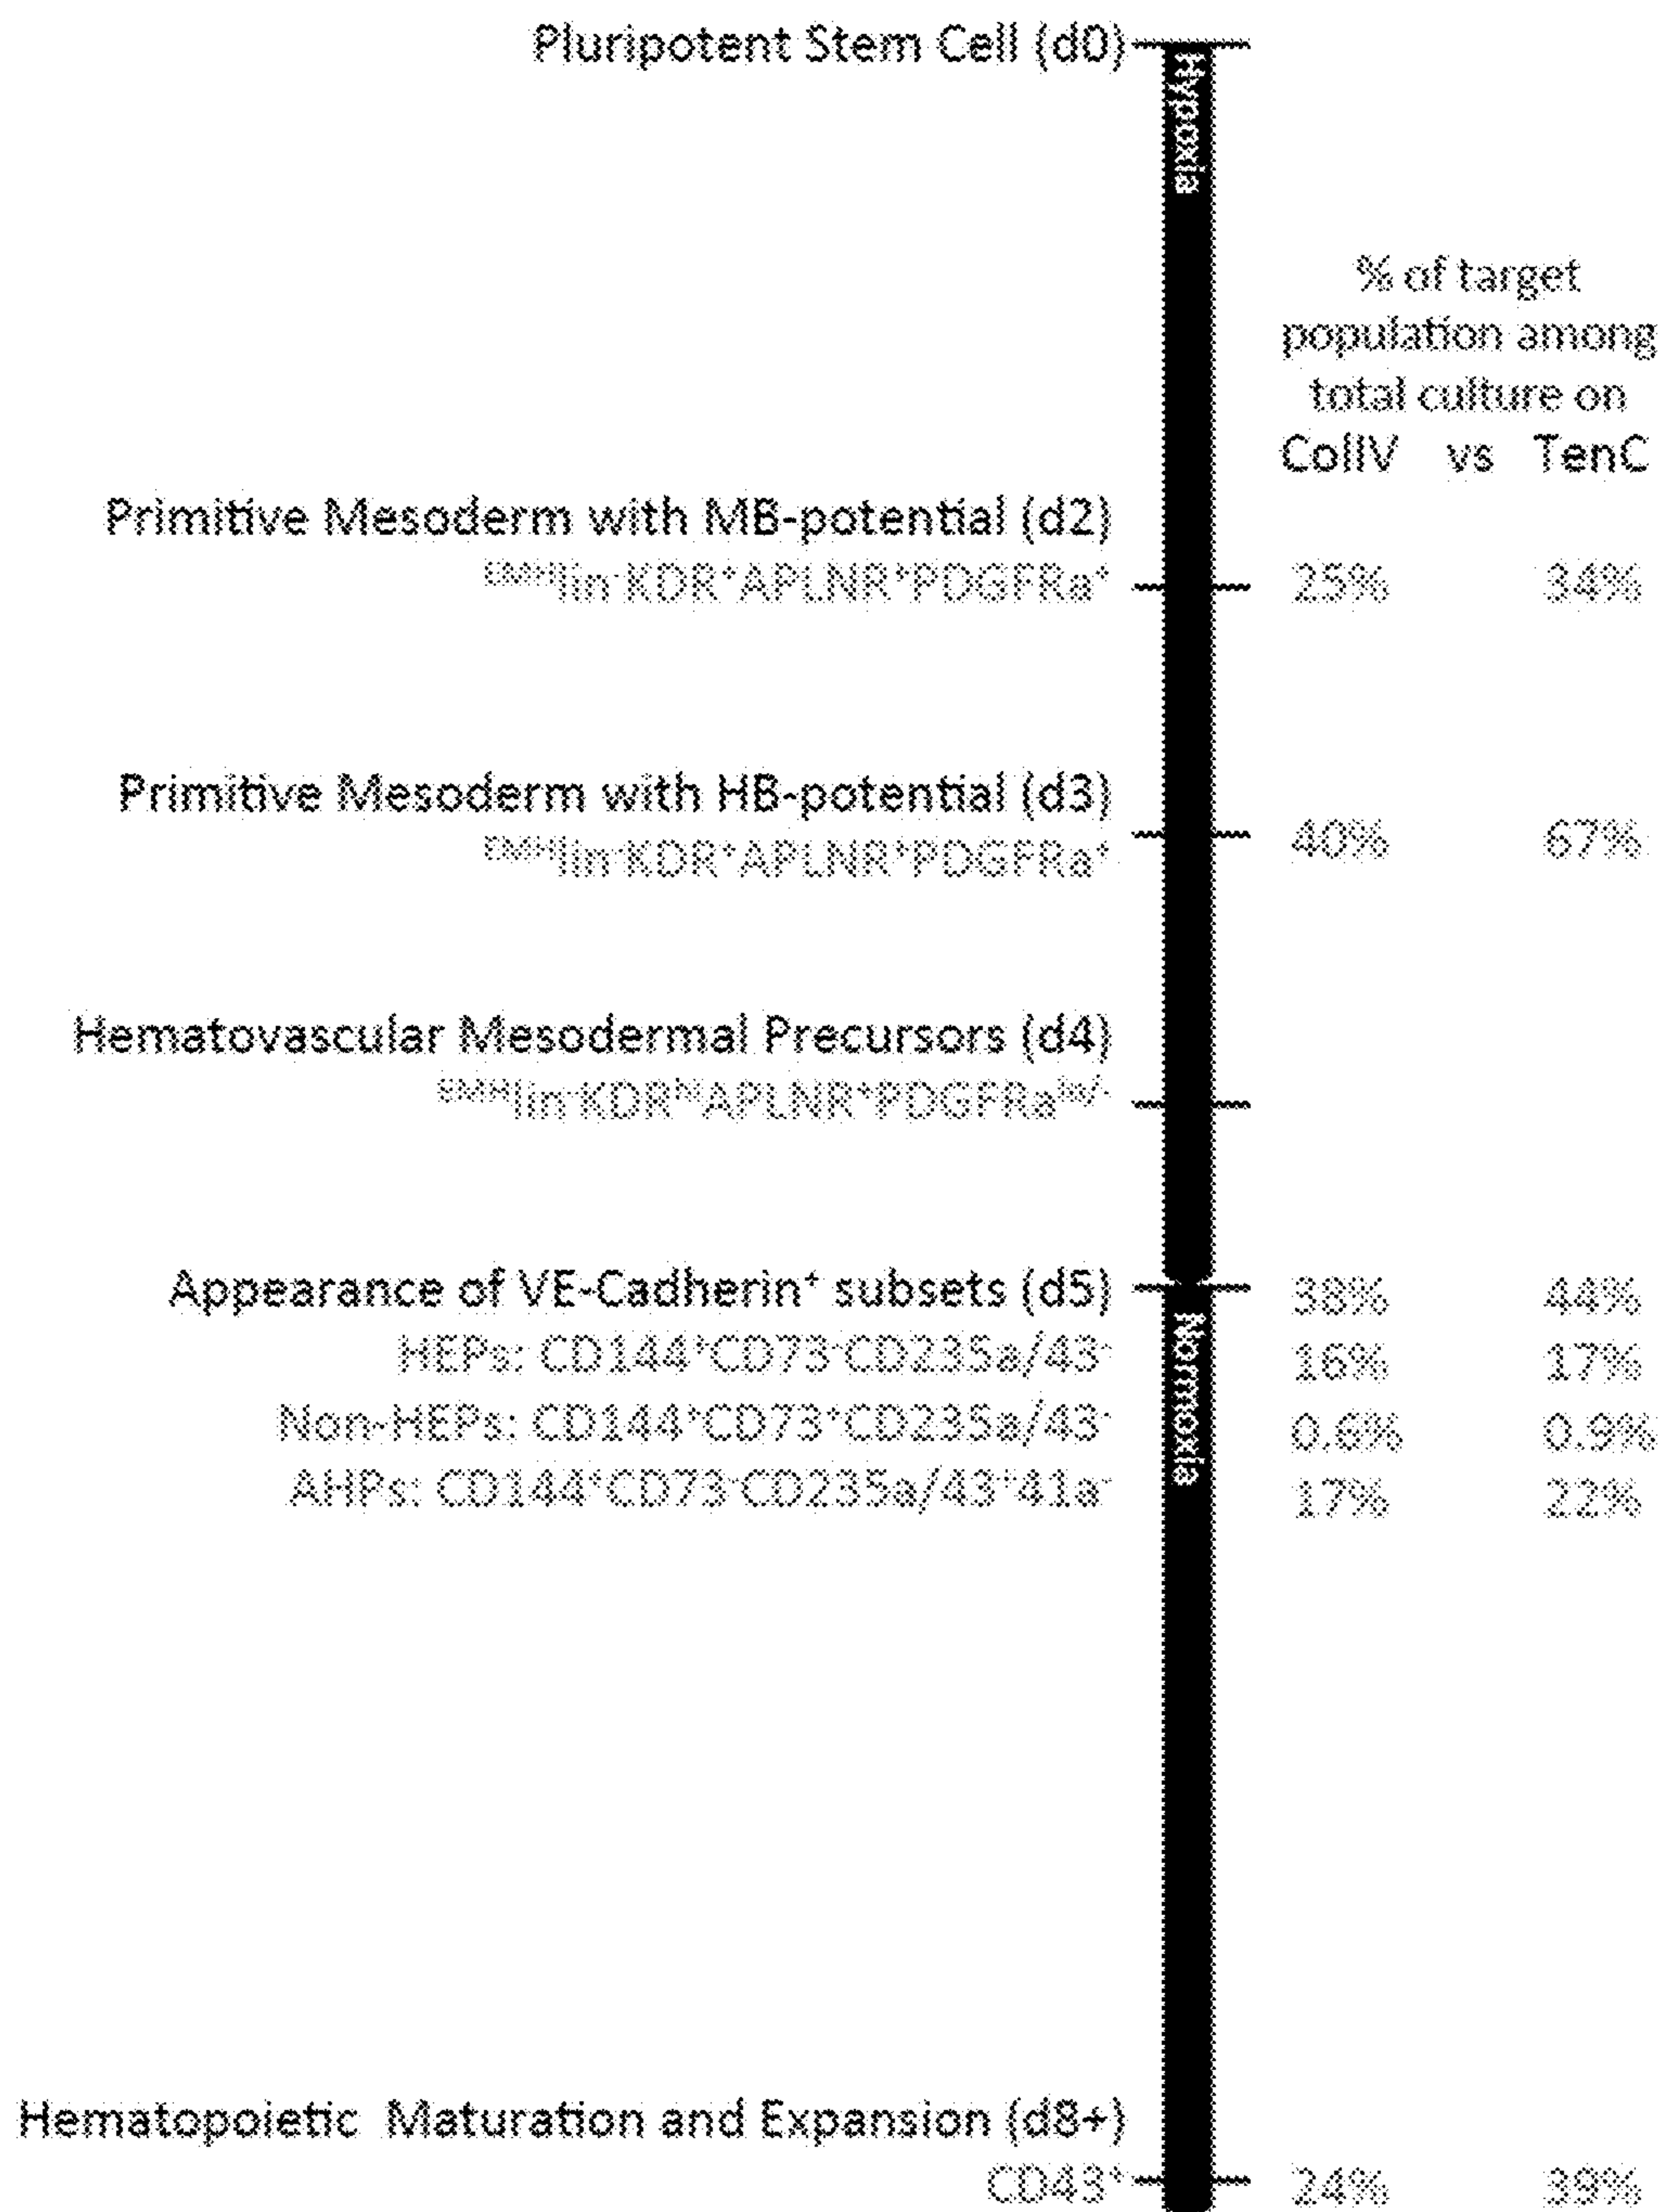 Pluripotent Stem Cell (d0)
Hypoxia
% of target
population among
total culture on
ColIV vs TenC
Primitive Mesoderm with MB-potential (d2)
EMHlin-KDR+APLNR+PDGFRa+ 25% 34%
Primitive Mesoderm with HB-potential (d3)
EMHlin-KDR+APLNR+PDGFRa+ 40% 67%
Hematovascular Mesodermal Precursors (d4)
EMHlin-KDRhiAPLNR+PDGFRalo/-
Appearance of VE-Cadherin+ subsets (d5) 38% 44%
Normoxia
HEPs: CD144+CD73-CD235a/43- 16% 17%
Non-HEPs: CD144+CD73+CD235a/43- 0.6% 0.9%
AHPs: CD144+CD73-CD235a/43+41a- 17% 22%
Hematopoietic Maturation and Expansion (d8+)
CD43+ 24% 39%